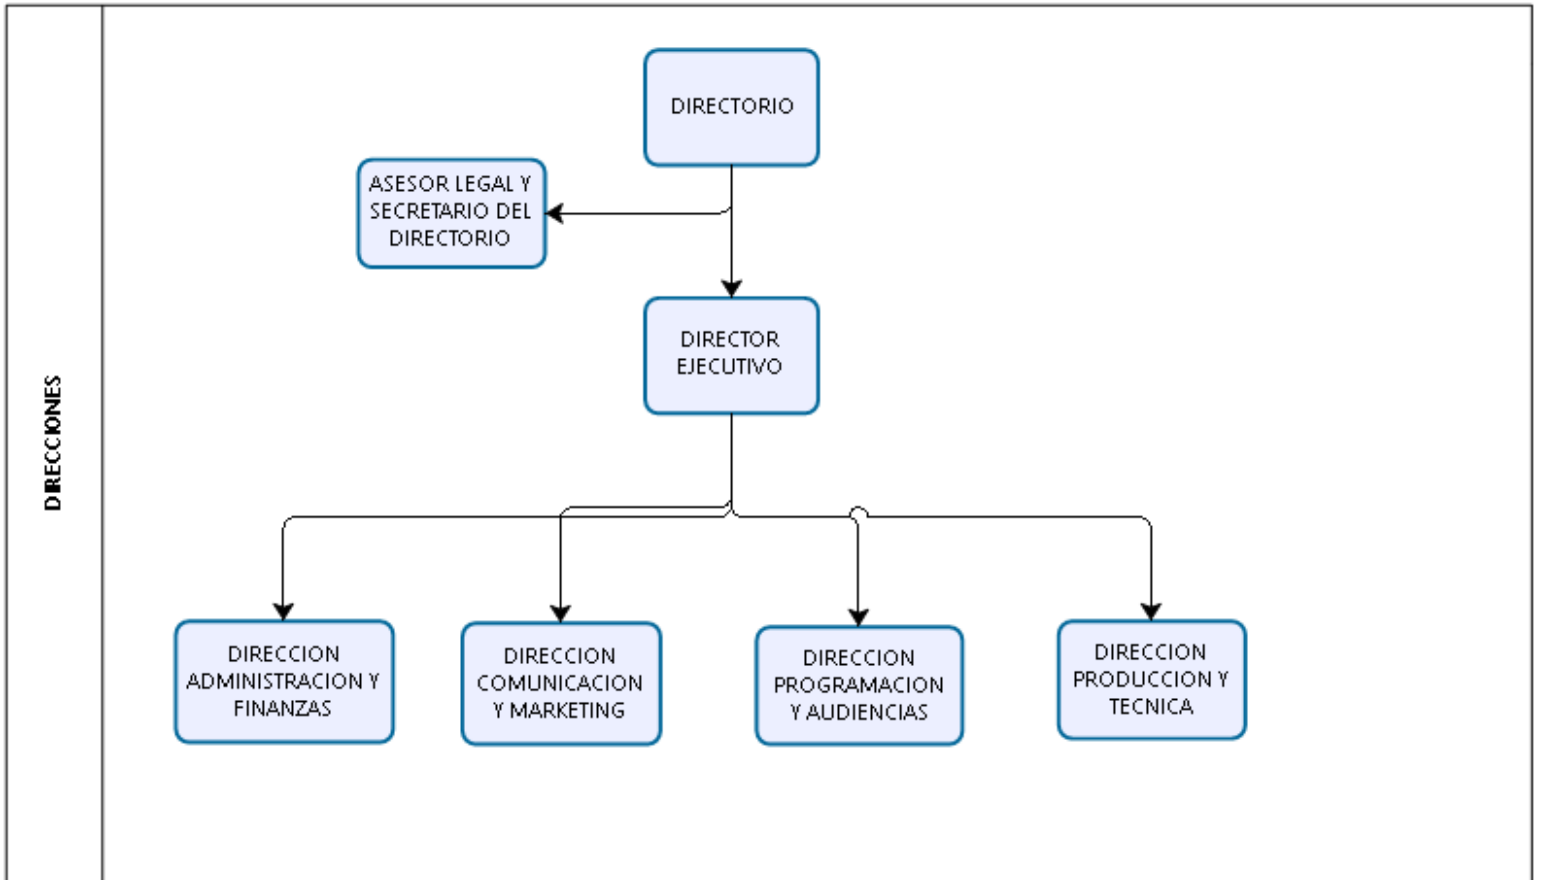 DIRECCIONES
DIRECTORIO
ASESOR LEGAL Y
SECRETARIO DEL
DIRECTORIO
DIRECTOR
EJECUTIVO
DIRECCION
ADMINISTRACION Y
FINANZAS
DIRECCION
COMUNICACION
Y MARKETING
DIRECCION
PROGRAMACION
Y AUDIENCIAS
DIRECCION
PRODUCCION Y
TECNICA